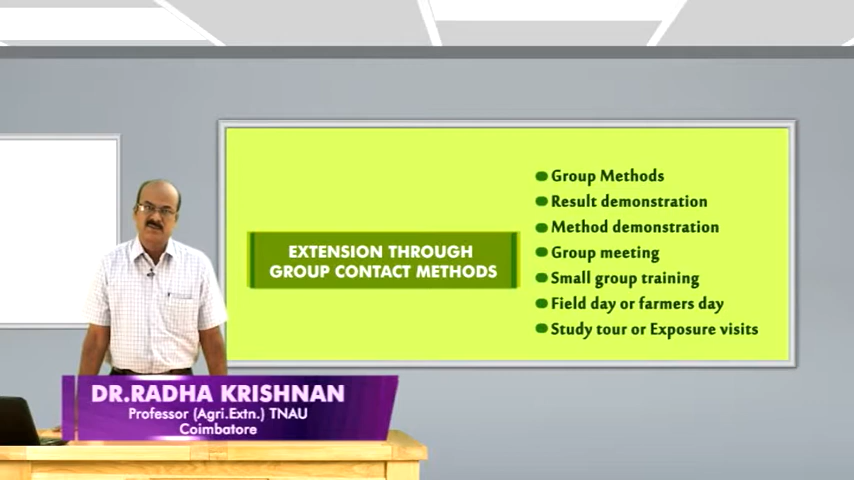 Group Methods
Result demonstration
Method demonstration
EXTENSION THROUGH
GROUP CONTACT METHODS
Group meeting
Small group training
Field day or farmers day
Study tour or Exposure visits
DR.RADHA KRISHNAN
Professor (Agri.Extn.) TNAU
Coimbatore